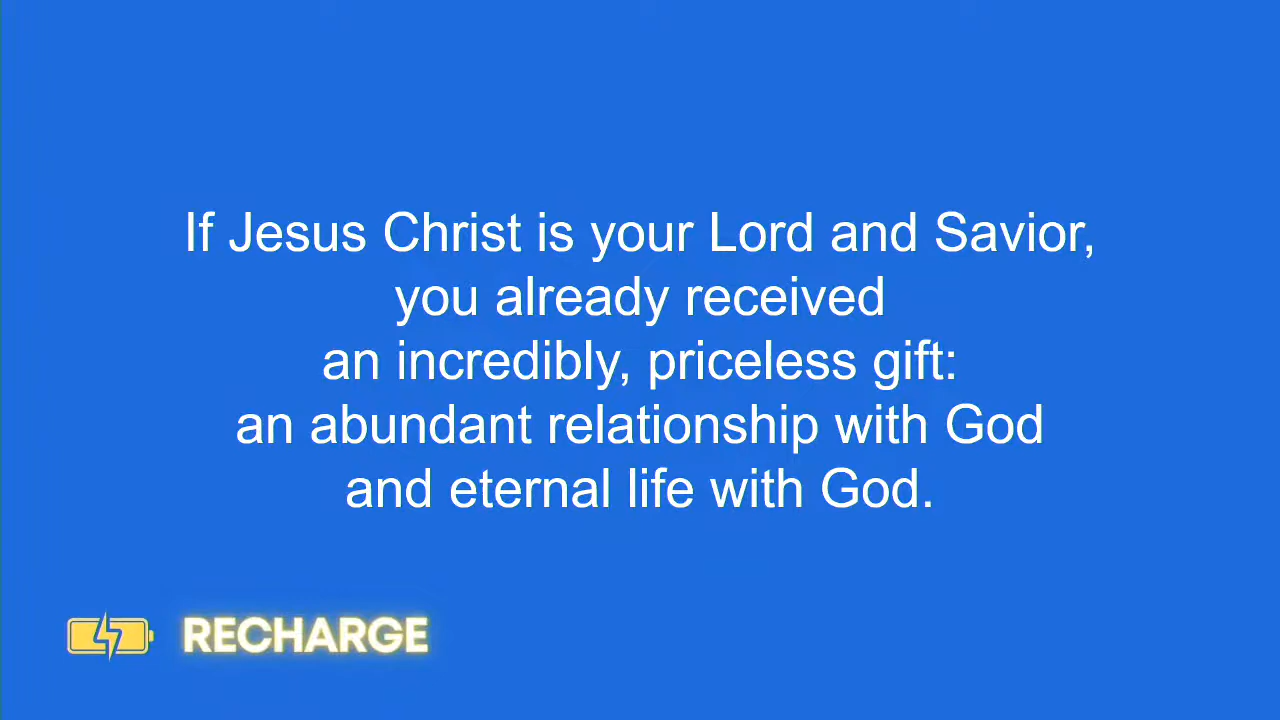 If Jesus Christ is your Lord and Savior,
you already received
an incredibly, priceless gift:
an abundant relationship with God
and eternal life with God.
RECHARGE